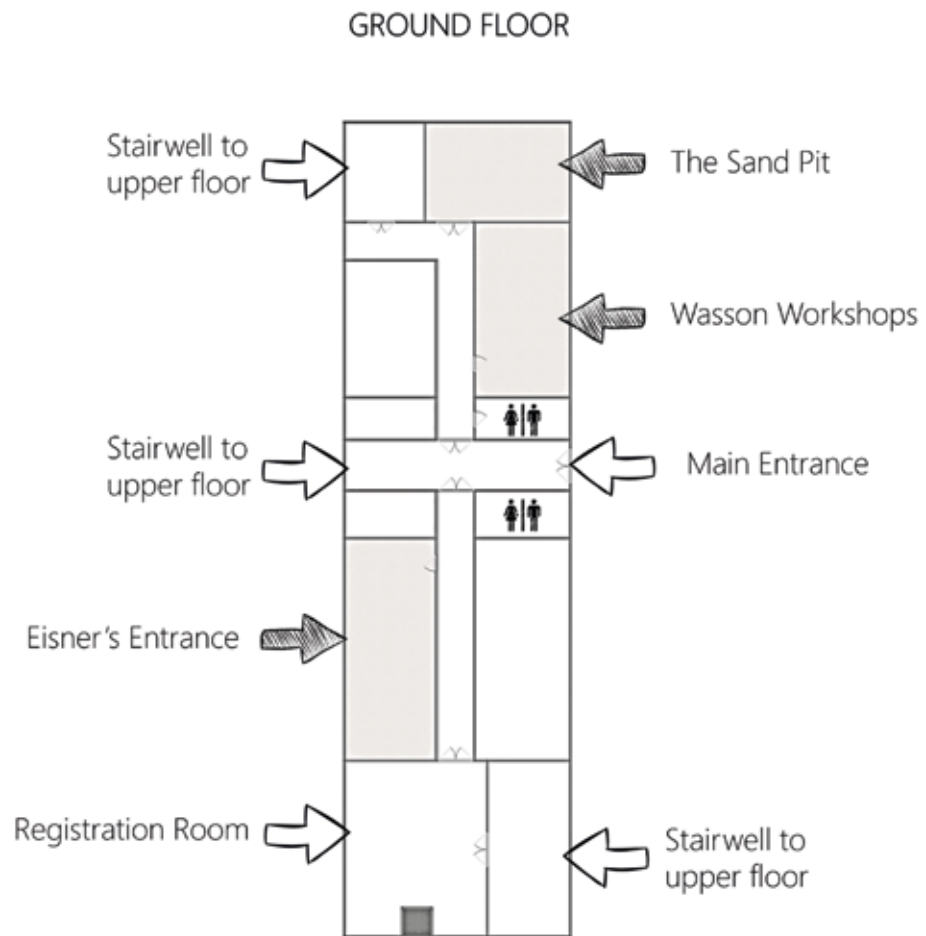 GROUND FLOOR
Stairwell to
upper floor
The Sand Pit
Wasson Workshops
Stairwell to
upper floor
Main Entrance
Eisner's Entrance
Registration Room
Stairwell to
upper floor